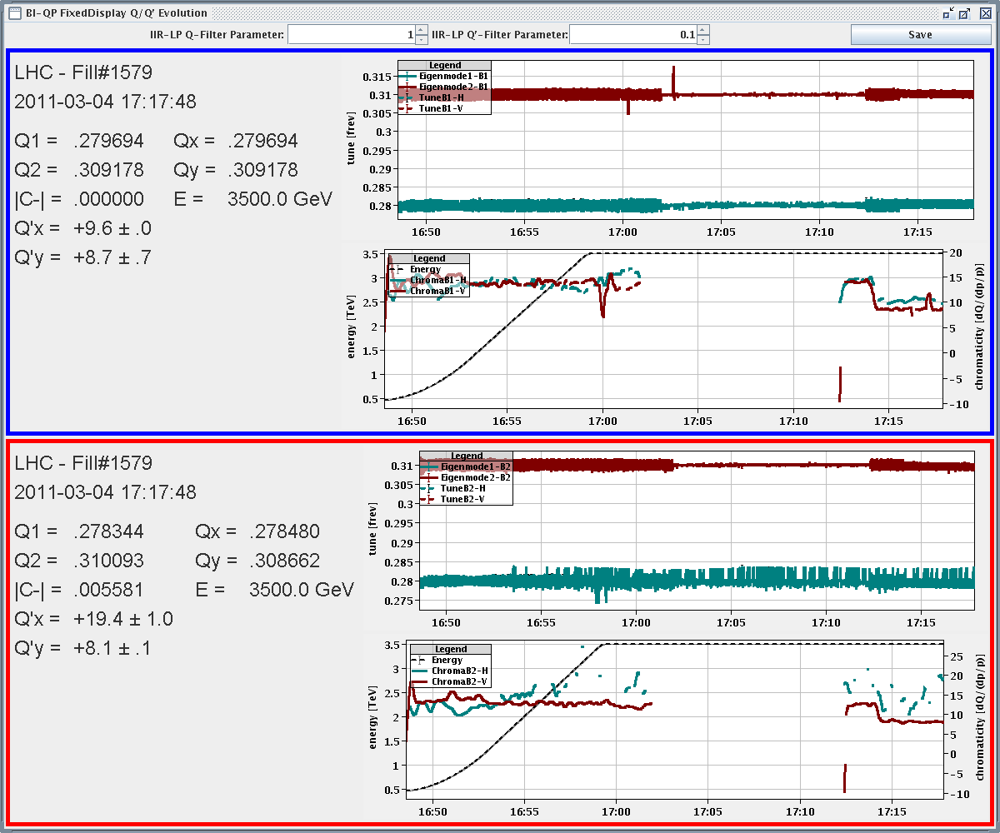 BI-QP FixedDisplay Q/Q' Evolution
IIR-LP Q-Filter Parameter: 1 IIR-LP Q'-Filter Parameter: 0.1 Save
LHC - Fill#1579
2011-03-04 17:17:48
Q1 = .279694 Qx = .279694
Q2 = .309178 Qy = .309178
|C-| = .000000 E = 3500.0 GeV
Q'x = +9.6 ± .0
Q'y = +8.7 ± .7
Legend
Eigenmode1-B1
Eigenmode2-B1
TuneB1-H
TuneB1-V
tune [frev]
0.315
0.31
0.305
0.3
0.295
0.29
0.285
0.28
16:50 16:55 17:00 17:05 17:10 17:15
Legend
Energy
ChromaB1-H
ChromaB1-V
energy [TeV]
3.5
3
2.5
2
1.5
1
0.5
20
15
10
5
0
-5
-10
chromaticity [dQ/(dp/p)]
16:50 16:55 17:00 17:05 17:10 17:15
LHC - Fill#1579
2011-03-04 17:17:48
Q1 = .278344 Qx = .278480
Q2 = .310093 Qy = .308662
|C-| = .005581 E = 3500.0 GeV
Q'x = +19.4 ± 1.0
Q'y = +8.1 ± .1
Legend
Eigenmode1-B2
Eigenmode2-B2
TuneB2-H
TuneB2-V
tune [frev]
0.31
0.305
0.3
0.295
0.29
0.285
0.28
0.275
16:50 16:55 17:00 17:05 17:10 17:15
Legend
Energy
ChromaB2-H
ChromaB2-V
energy [TeV]
3.5
3
2.5
2
1.5
1
0.5
25
20
15
10
5
0
-5
-10
chromaticity [dQ/(dp/p)]
16:50 16:55 17:00 17:05 17:10 17:15